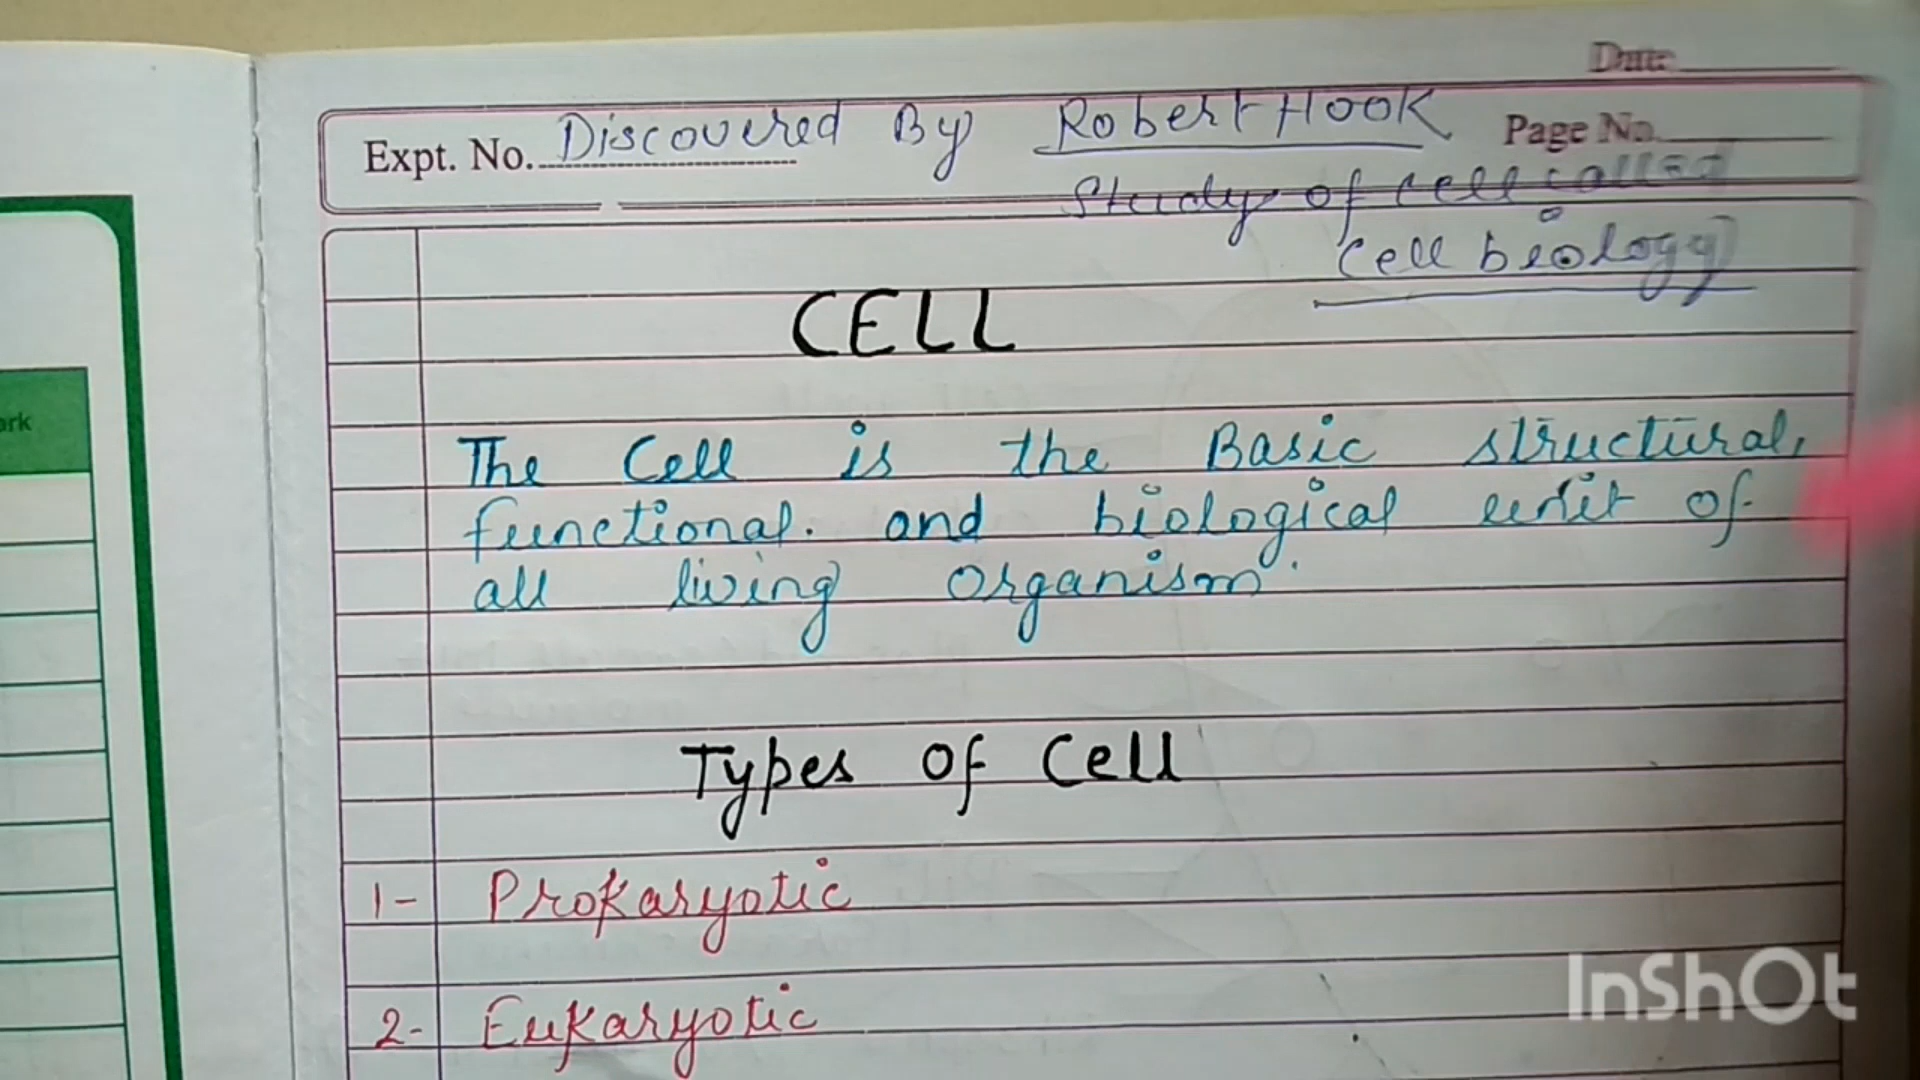 Date
Expt. No. Discovered By Robert Hook Page No.
Study of cell called
cell biology
CELL
The Cell is the Basic structural,
functional. and biological unit of
all living organism.
Types of Cell
1- Prokaryotic
2- Eukaryotic
ark
InShOt